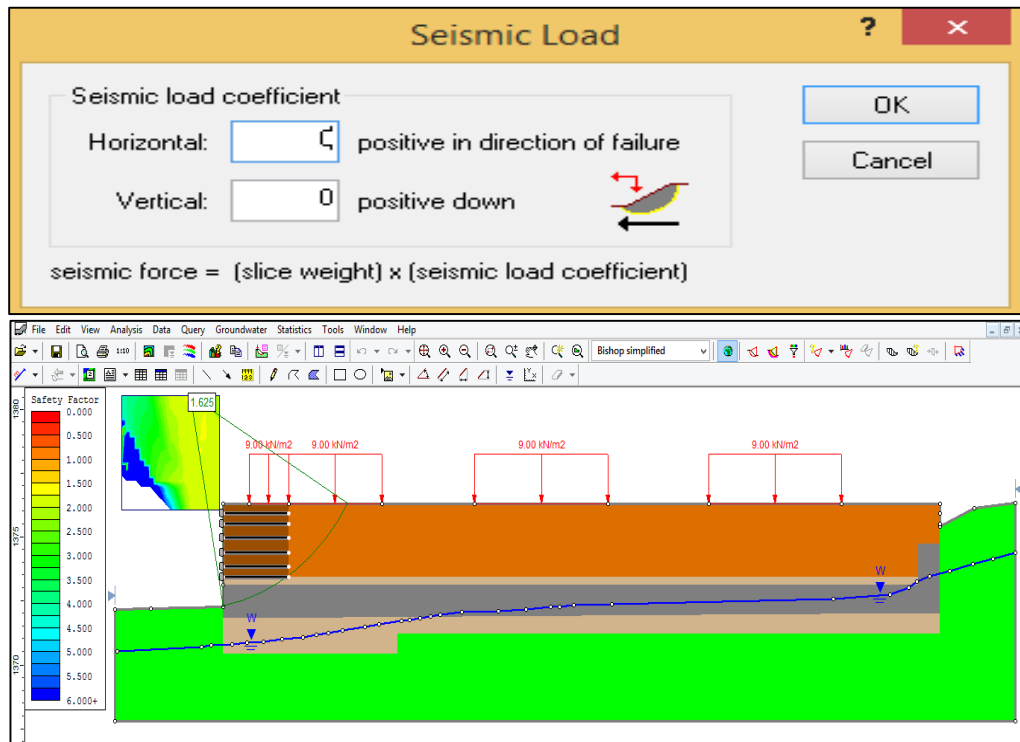 Seismic Load
? ×
Seismic load coefficient
Horizontal: positive in direction of failure
Vertical: 0 positive down
OK
Cancel
seismic force = (slice weight) x (seismic load coefficient)
File Edit View Analysis Data Query Groundwater Statistics Tools Window Help
1:10
Bishop simplified
Safety Factor
0.000
0.500
1.000
1.500
2.000
2.500
3.000
3.500
4.000
4.500
5.000
5.500
6.000+
1.625
9.00 kN/m2 9.00 kN/m2 9.00 kN/m2 9.00 kN/m2
W
W
1380
1375
1370